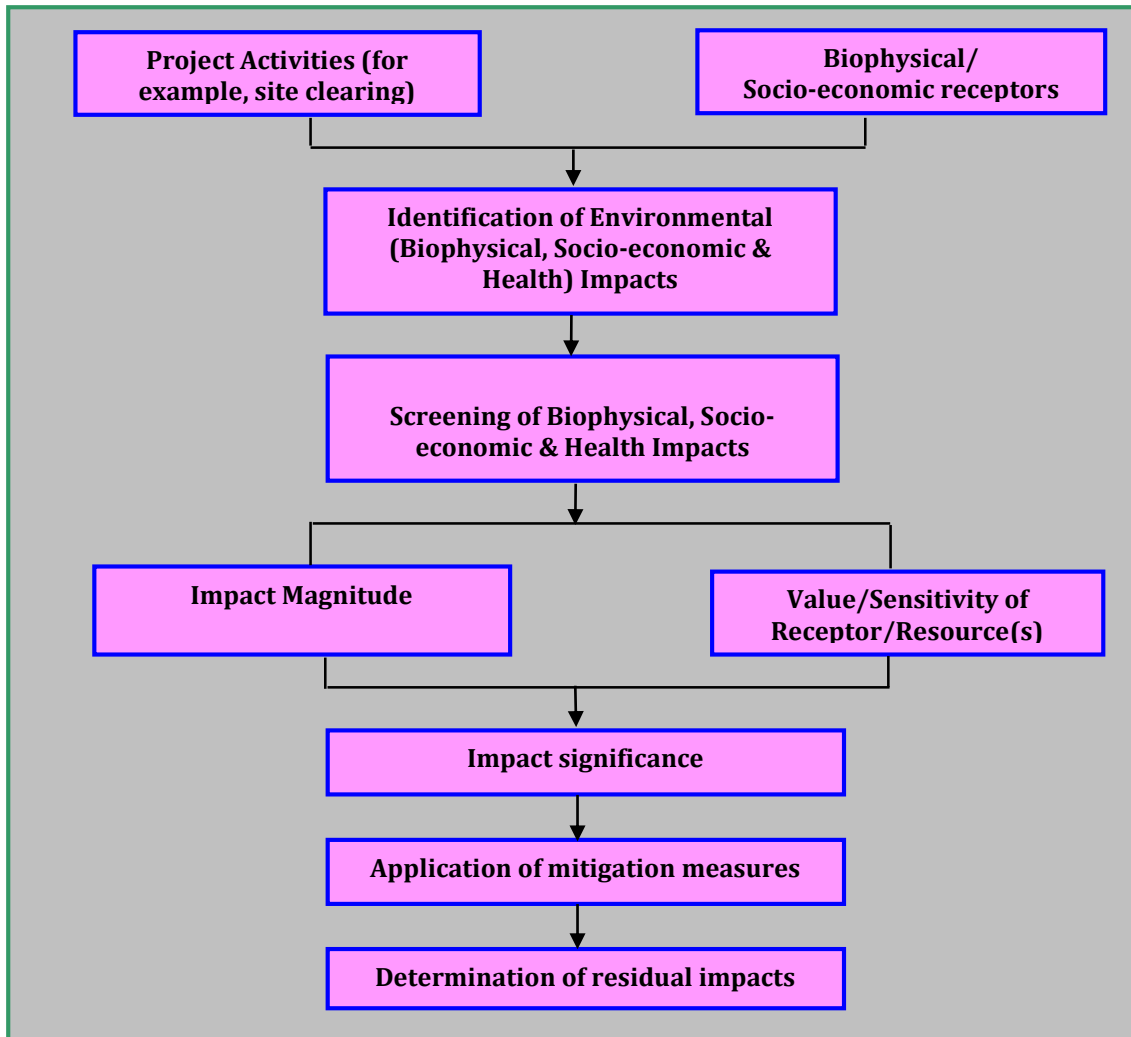 Project Activities (for
example, site clearing)
Biophysical/
Socio-economic receptors
Identification of Environmental
(Biophysical, Socio-economic &
Health) Impacts
Screening of Biophysical, Socio-
economic & Health Impacts
Impact Magnitude
Value/Sensitivity of
Receptor/Resource(s)
Impact significance
Application of mitigation measures
Determination of residual impacts